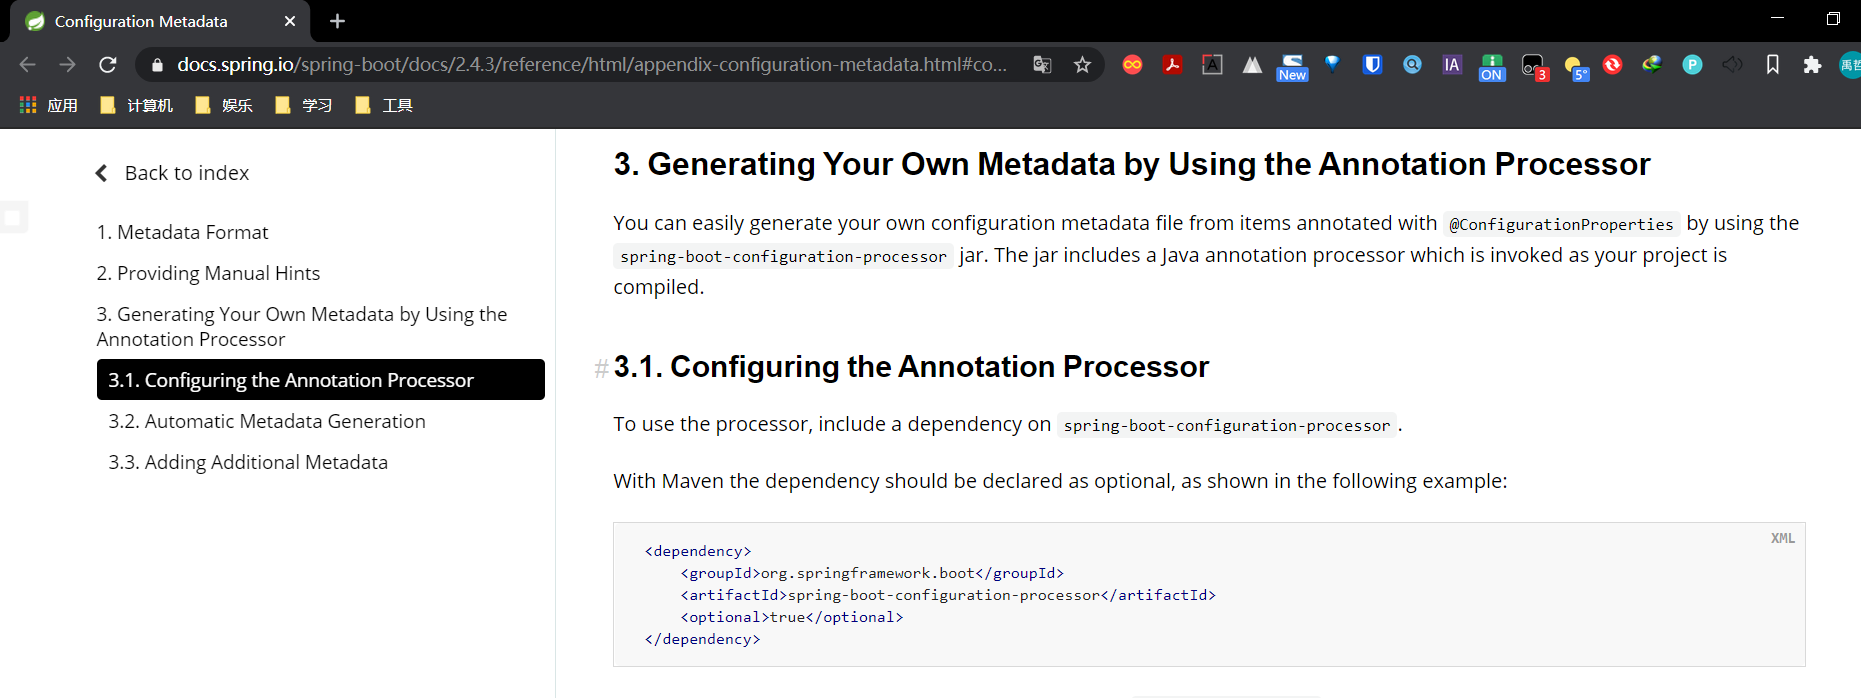 Configuration Metadata
docs.spring.io/spring-boot/docs/2.4.3/reference/html/appendix-configuration-metadata.html#co...
New
IA
ON
3
5°
P
禹哲
应用
计算机
娱乐
学习
工具
Back to index
1. Metadata Format
2. Providing Manual Hints
3. Generating Your Own Metadata by Using the
Annotation Processor
3.1. Configuring the Annotation Processor
3.2. Automatic Metadata Generation
3.3. Adding Additional Metadata
3. Generating Your Own Metadata by Using the Annotation Processor
You can easily generate your own configuration metadata file from items annotated with @ConfigurationProperties by using the
spring-boot-configuration-processor jar. The jar includes a Java annotation processor which is invoked as your project is
compiled.
# 3.1. Configuring the Annotation Processor
To use the processor, include a dependency on spring-boot-configuration-processor.
With Maven the dependency should be declared as optional, as shown in the following example:
XML
<dependency>
    <groupId>org.springframework.boot</groupId>
    <artifactId>spring-boot-configuration-processor</artifactId>
    <optional>true</optional>
</dependency>